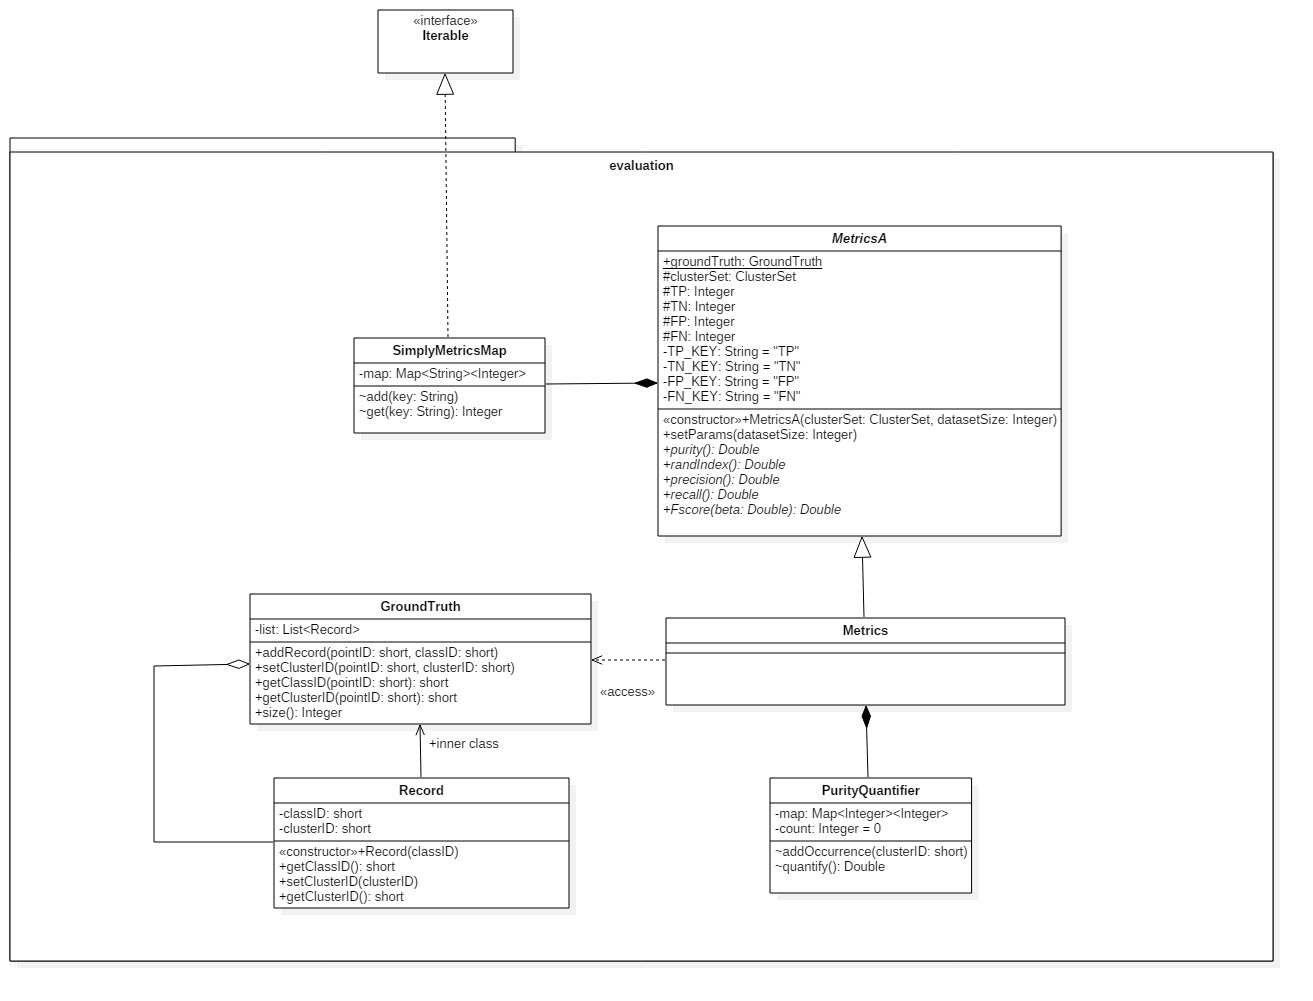 «interface»
Iterable
evaluation
MetricsA
+groundTruth: GroundTruth
#clusterSet: ClusterSet
#TP: Integer
#TN: Integer
#FP: Integer
#FN: Integer
-TP_KEY: String = "TP"
-TN_KEY: String = "TN"
-FP_KEY: String = "FP"
-FN_KEY: String = "FN"
«constructor»+MetricsA(clusterSet: ClusterSet, datasetSize: Integer)
+setParams(datasetSize: Integer)
+purity(): Double
+randIndex(): Double
+precision(): Double
+recall(): Double
+Fscore(beta: Double): Double
SimplyMetricsMap
-map: Map<String><Integer>
~add(key: String)
~get(key: String): Integer
GroundTruth
-list: List<Record>
+addRecord(pointID: short, classID: short)
+setClusterID(pointID: short, clusterID: short)
+getClassID(pointID: short): short
+getClusterID(pointID: short): short
+size(): Integer
Metrics
«access»
+inner class
Record
-classID: short
-clusterID: short
«constructor»+Record(classID)
+getClassID(): short
+setClusterID(clusterID)
+getClusterID(): short
PurityQuantifier
-map: Map<Integer><Integer>
-count: Integer = 0
~addOccurrence(clusterID: short)
~quantify(): Double